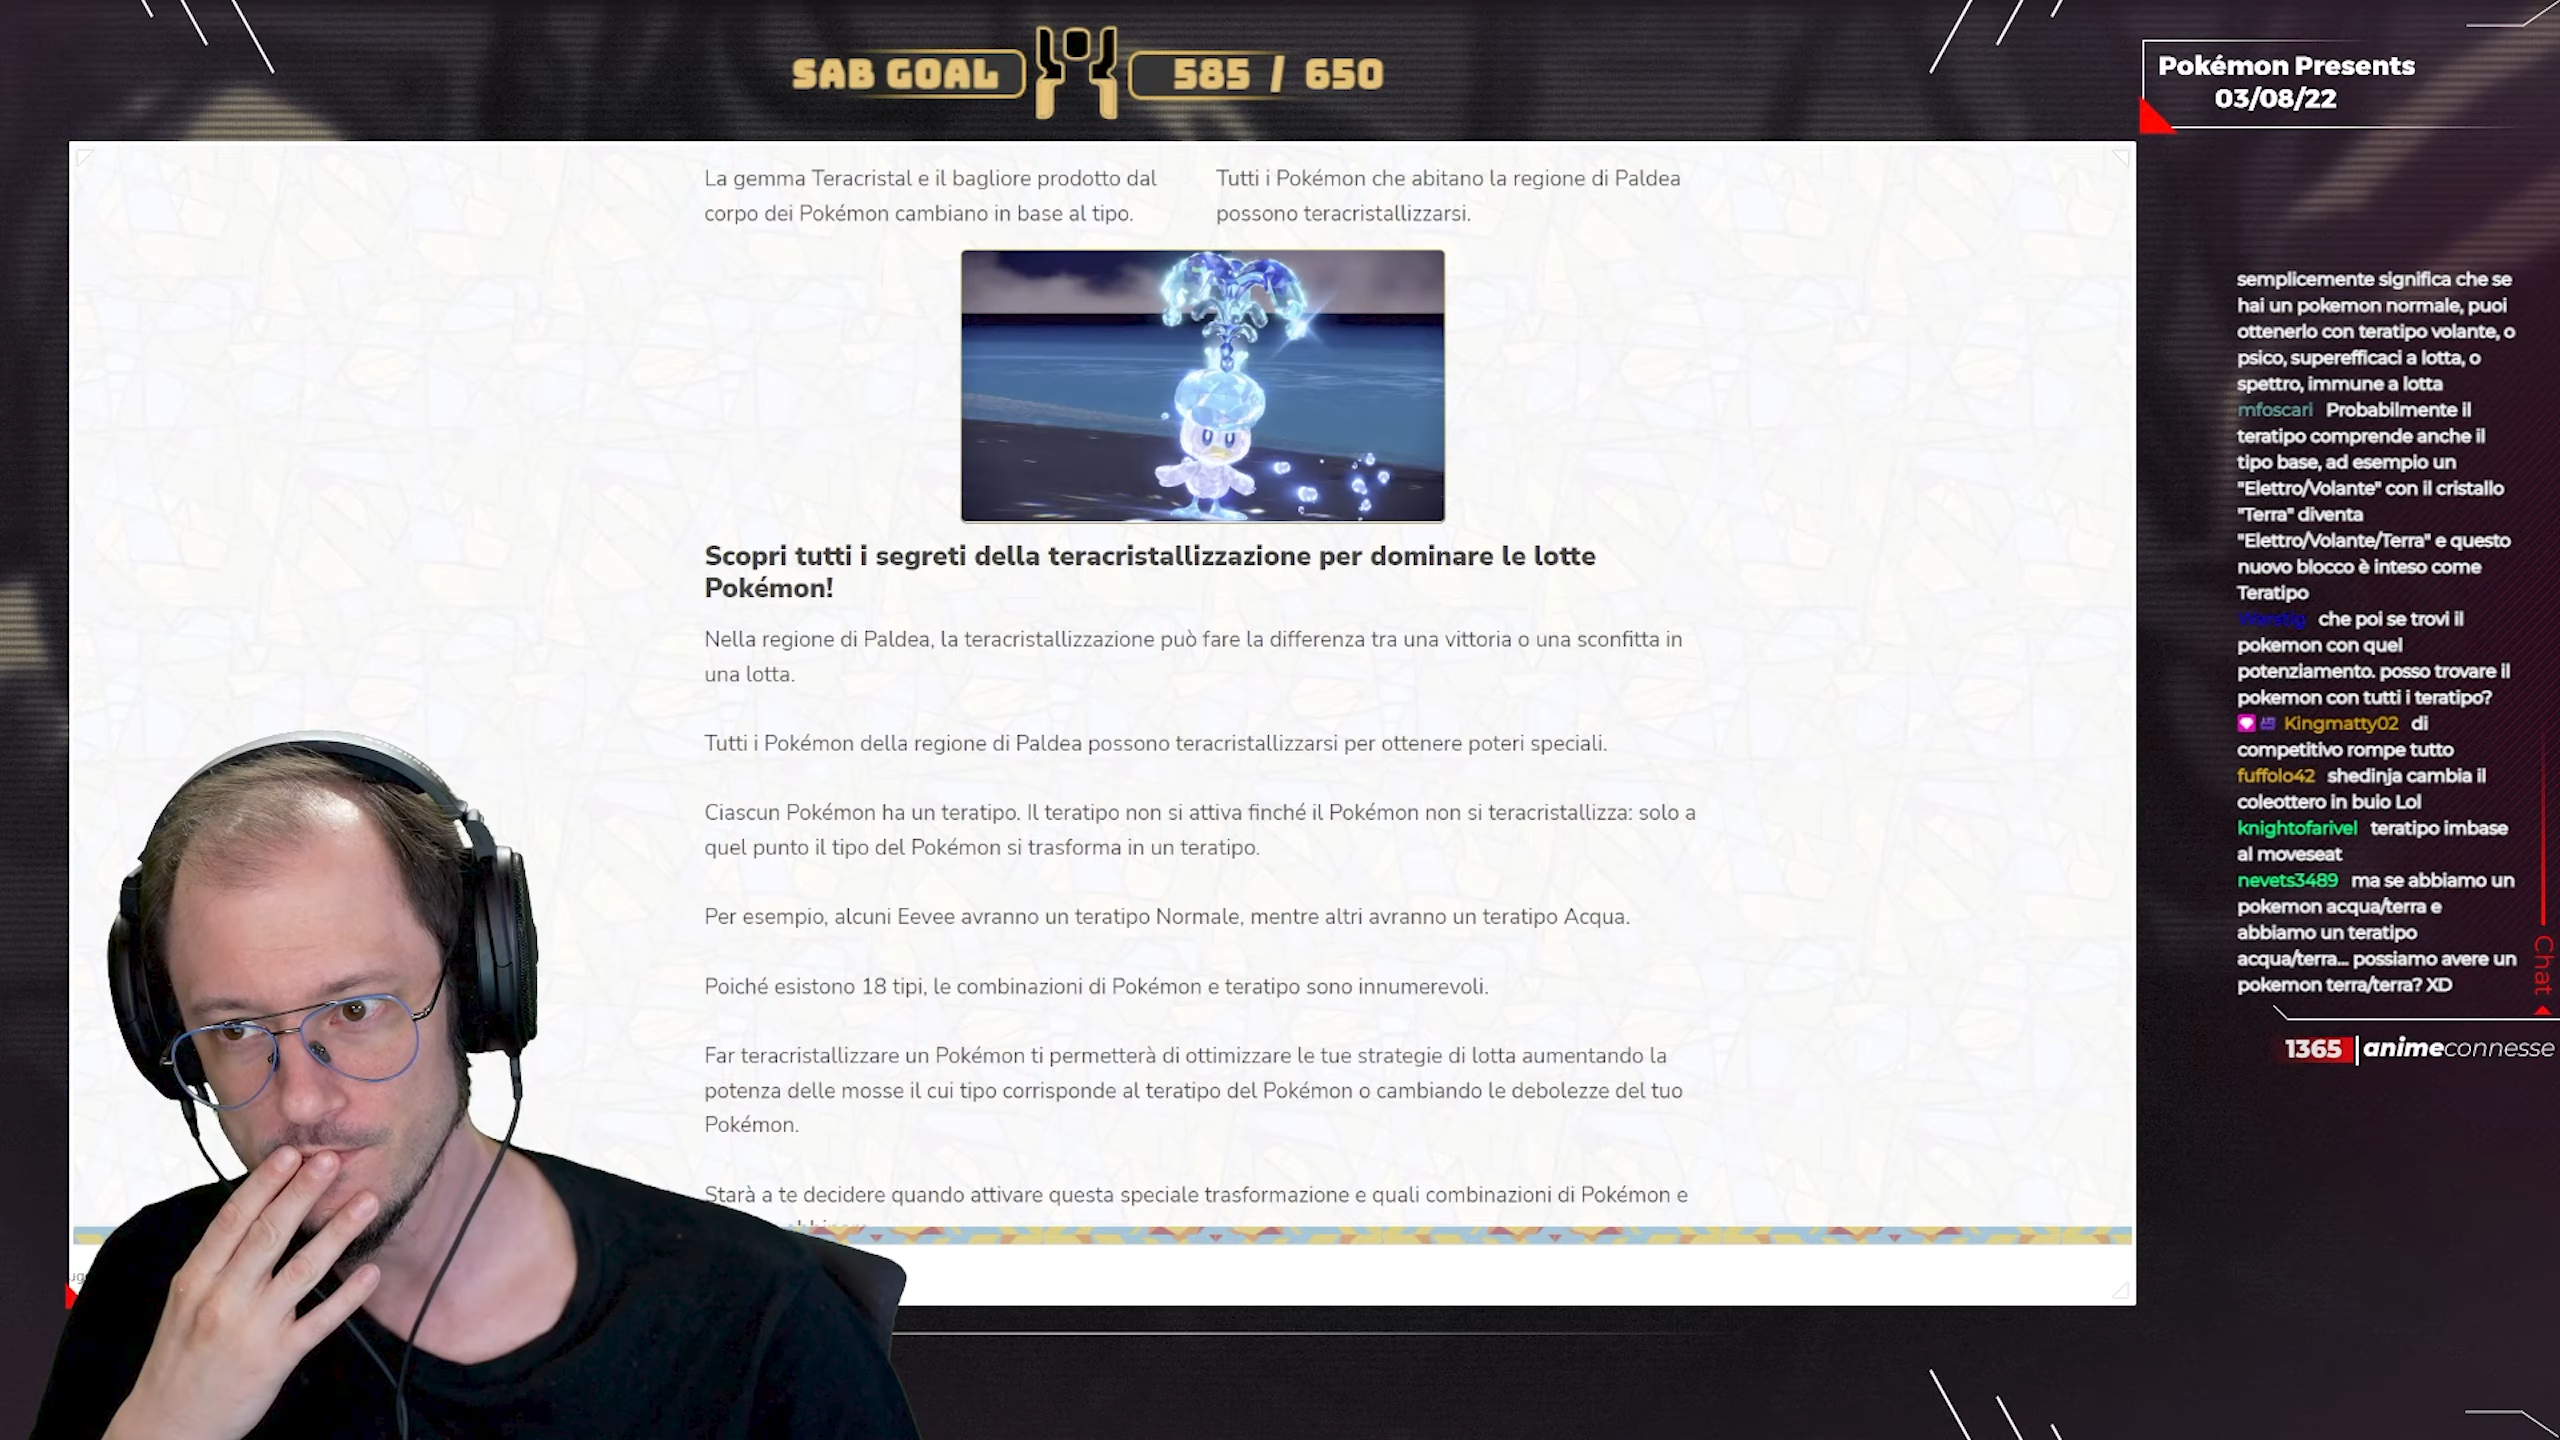 SAB GOAL
585 / 650
Pokémon Presents
03/08/22
La gemma Teracristal e il bagliore prodotto dal
corpo dei Pokémon cambiano in base al tipo.
Tutti i Pokémon che abitano la regione di Paldea
possono teracristallizzarsi.
Scopri tutti i segreti della teracristallizzazione per dominare le lotte
Pokémon!
Nella regione di Paldea, la teracristallizzazione può fare la differenza tra una vittoria o una sconfitta in
una lotta.
Tutti i Pokémon della regione di Paldea possono teracristallizzarsi per ottenere poteri speciali.
Ciascun Pokémon ha un teratipo. Il teratipo non si attiva finché il Pokémon non si teracristallizza: solo a
quel punto il tipo del Pokémon si trasforma in un teratipo.
Per esempio, alcuni Eevee avranno un teratipo Normale, mentre altri avranno un teratipo Acqua.
Poiché esistono 18 tipi, le combinazioni di Pokémon e teratipo sono innumerevoli.
Far teracristallizzare un Pokémon ti permetterà di ottimizzare le tue strategie di lotta aumentando la
potenza delle mosse il cui tipo corrisponde al teratipo del Pokémon o cambiando le debolezze del tuo
Pokémon.
Starà a te decidere quando attivare questa speciale trasformazione e quali combinazioni di Pokémon e
semplicemente significa che se
hai un pokemon normale, puoi
ottenerlo con teratipo volante, o
psico, superefficaci a lotta, o
spettro, immune a lotta
mfoscari Probabilmente il
teratipo comprende anche il
tipo base, ad esempio un
"Elettro/Volante" con il cristallo
"Terra" diventa
"Elettro/Volante/Terra" e questo
nuovo blocco è inteso come
Teratipo
che poi se trovi il
pokemon con quel
potenziamento. posso trovare il
pokemon con tutti i teratipo?
Kingmatty02 di
competitivo rompe tutto
fuffolo42 shedinja cambia il
coleottero in buio Lol
knightofarivel teratipo imbase
al moveseat
nevets3489 ma se abbiamo un
pokemon acqua/terra e
abbiamo un teratipo
acqua/terra... possiamo avere un
pokemon terra/terra? XD
Chat
1365 animeconnesse